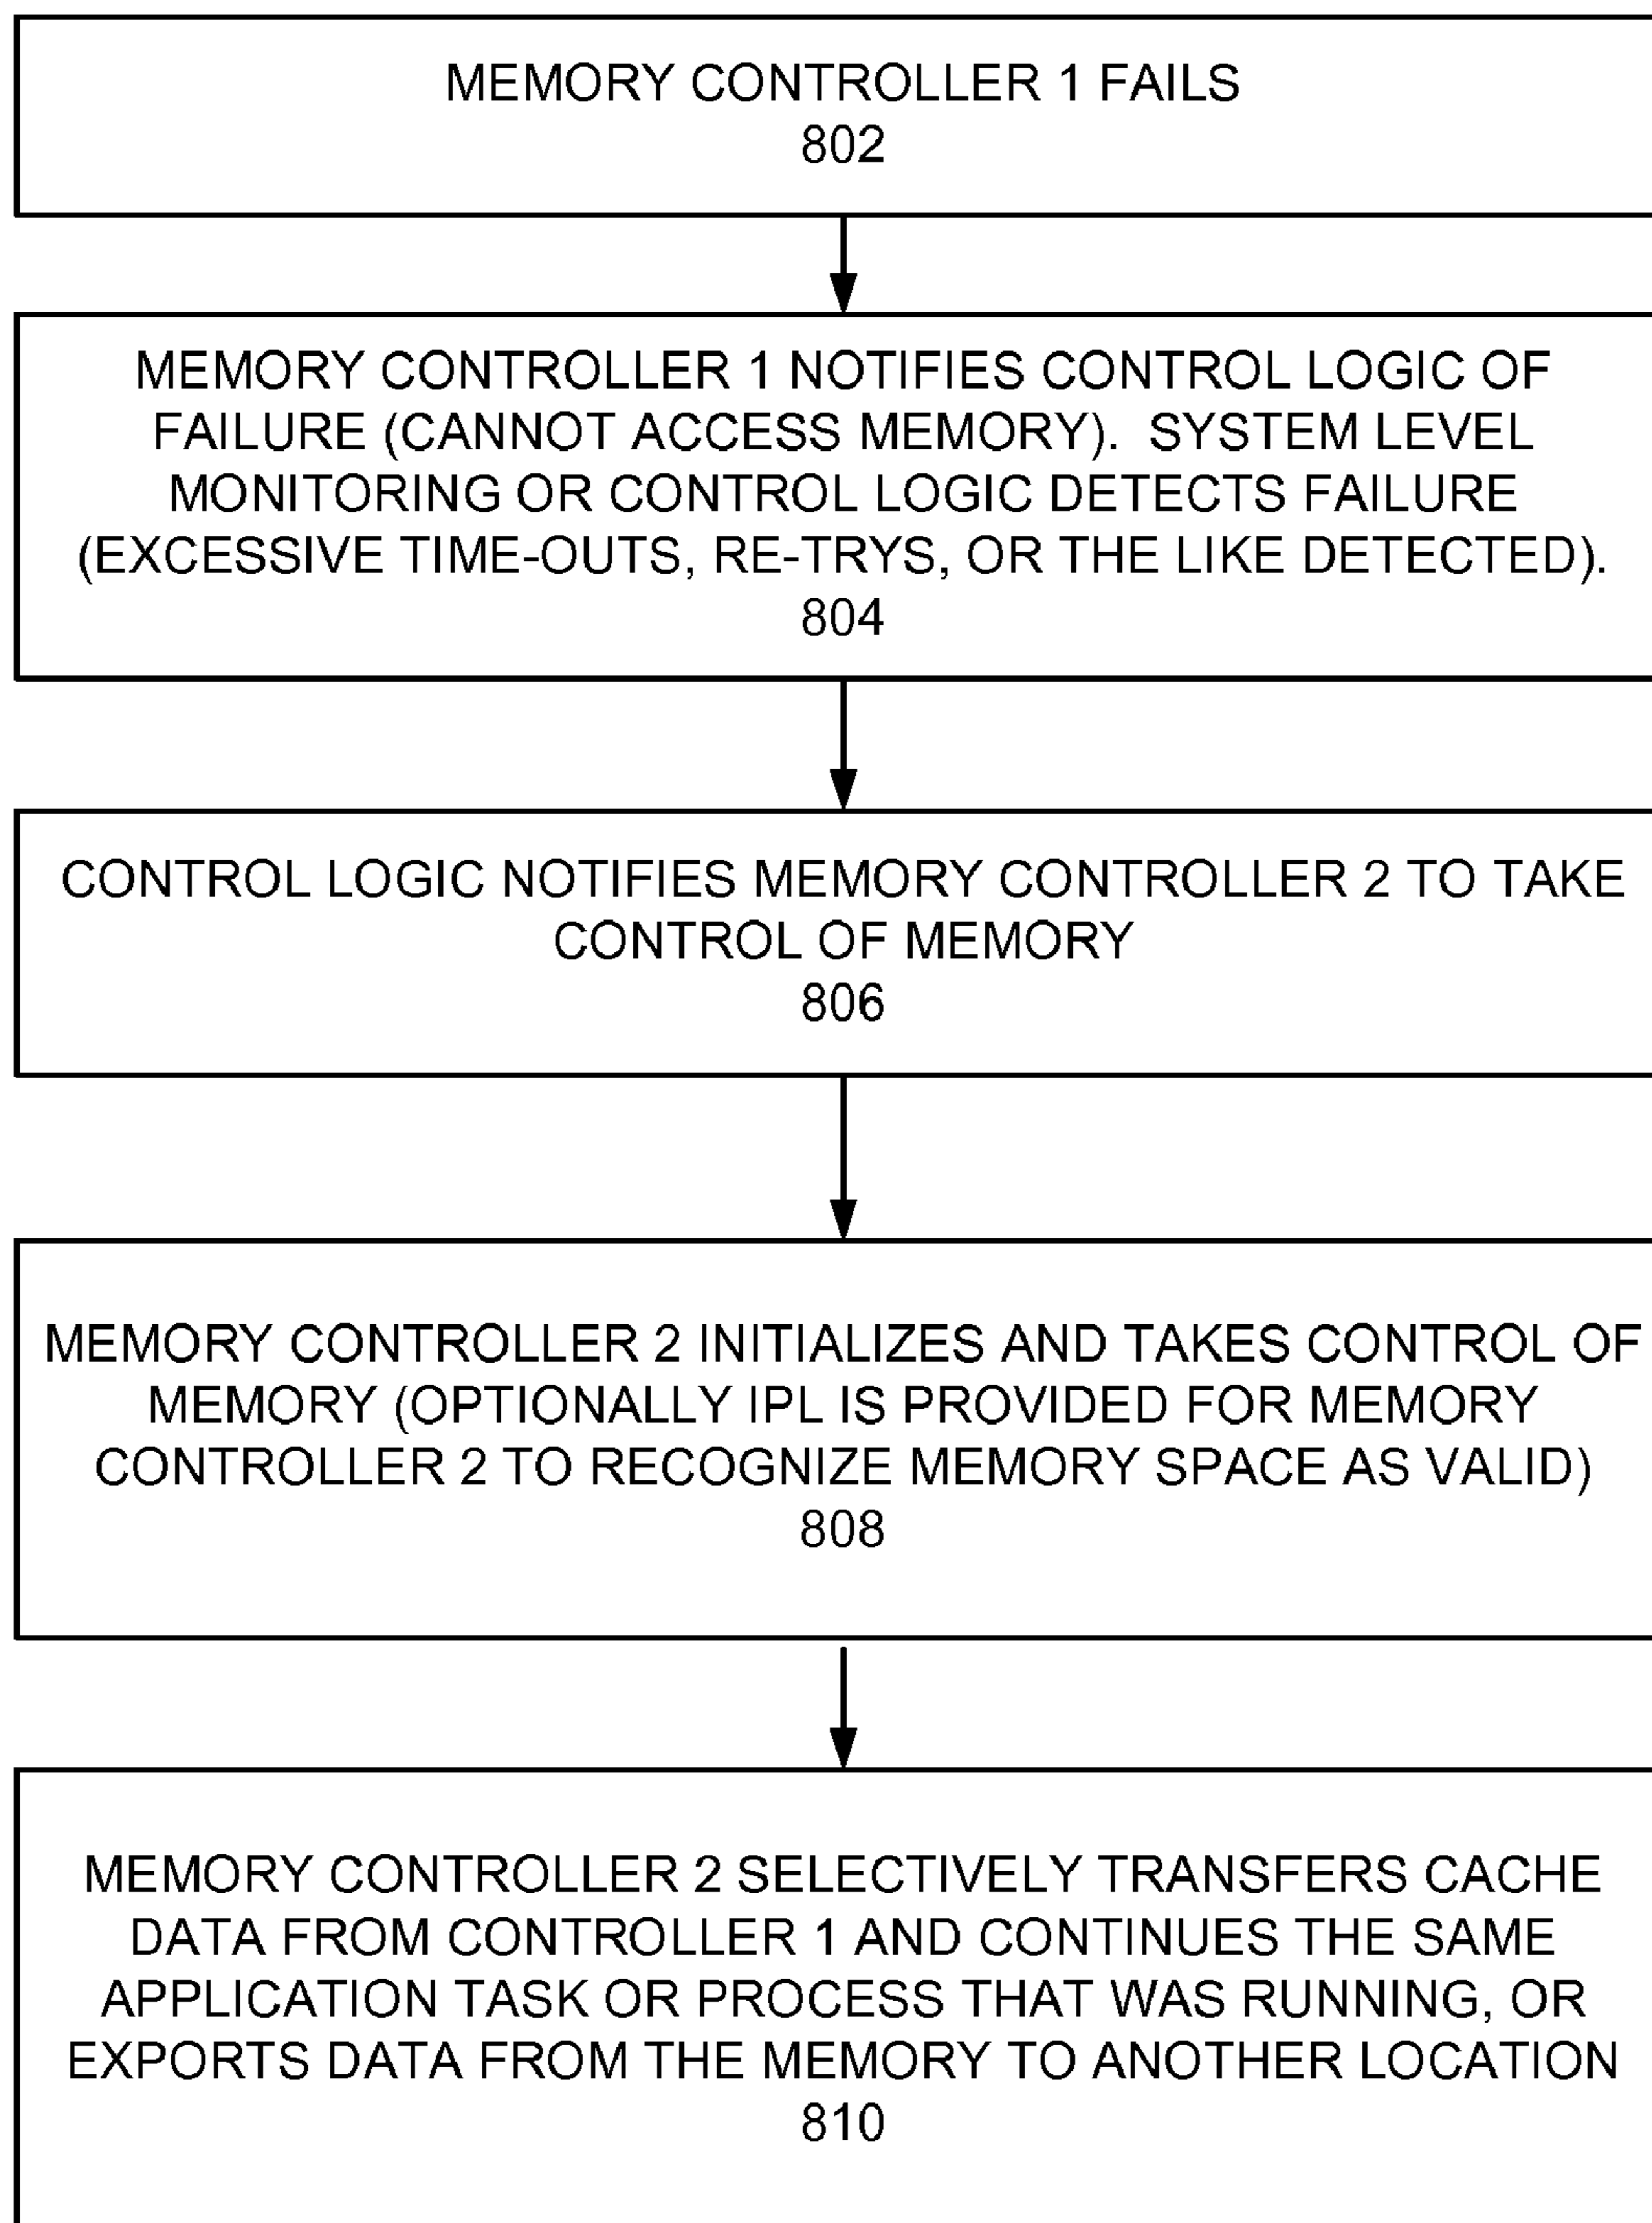 MEMORY CONTROLLER 1 FAILS
802
MEMORY CONTROLLER 1 NOTIFIES CONTROL LOGIC OF
FAILURE (CANNOT ACCESS MEMORY).  SYSTEM LEVEL
MONITORING OR CONTROL LOGIC DETECTS FAILURE
(EXCESSIVE TIME-OUTS, RE-TRYS, OR THE LIKE DETECTED).
804
CONTROL LOGIC NOTIFIES MEMORY CONTROLLER 2 TO TAKE
CONTROL OF MEMORY
806
MEMORY CONTROLLER 2 INITIALIZES AND TAKES CONTROL OF
MEMORY (OPTIONALLY IPL IS PROVIDED FOR MEMORY
CONTROLLER 2 TO RECOGNIZE MEMORY SPACE AS VALID)
808
MEMORY CONTROLLER 2 SELECTIVELY TRANSFERS CACHE
DATA FROM CONTROLLER 1 AND CONTINUES THE SAME
APPLICATION TASK OR PROCESS THAT WAS RUNNING, OR
EXPORTS DATA FROM THE MEMORY TO ANOTHER LOCATION
810